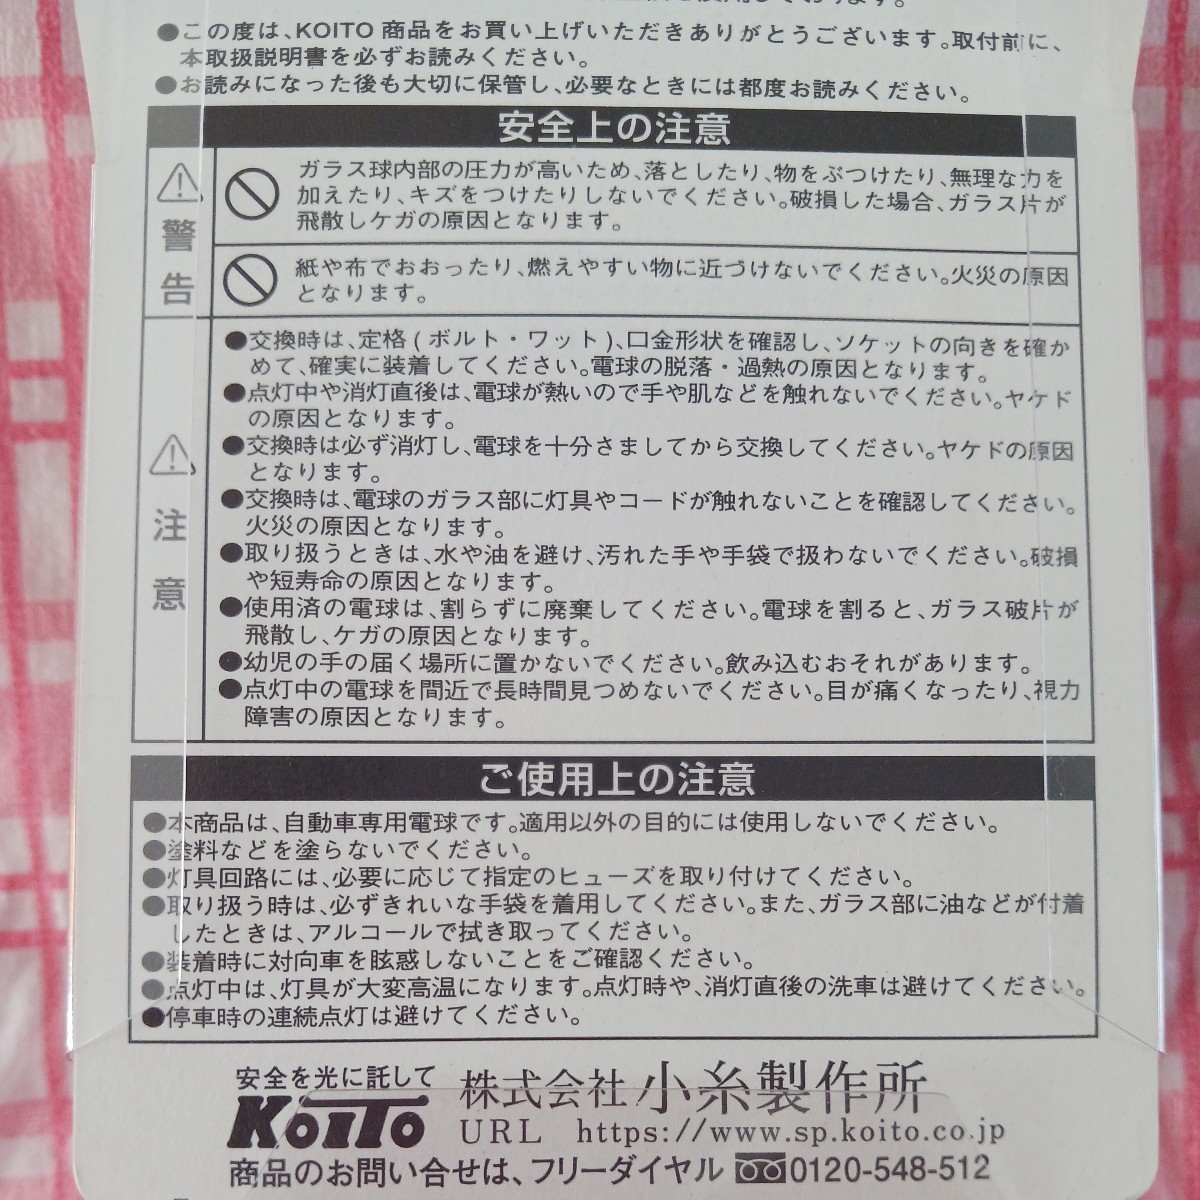 ●この度は、KOITO 商品をお買い上げいただきありがとうございます。取付前に、
本取扱説明書を必ずお読みください。
●お読みになった後も大切に保管し、必要なときには都度お読みください。
安全上の注意
警告
ガラス球内部の圧力が高いため、落としたり、物をぶつけたり、無理な力を
加えたり、キズをつけたりしないでください。破損した場合、ガラス片が
飛散しケガの原因となります。
紙や布でおおったり、燃えやすい物に近づけないでください。火災の原因
となります。
注意
●交換時は、定格(ボルト・ワット)、口金形状を確認し、ソケットの向きを確か
めて、確実に装着してください。電球の脱落・過熱の原因となります。
●点灯中や消灯直後は、電球が熱いので手や肌などを触れないでください。ヤケド
の原因となります。
●交換時は必ず消灯し、電球を十分さましてから交換してください。ヤケドの原因
となります。
●交換時は、電球のガラス部に灯具やコードが触れないことを確認してください。
火災の原因となります。
●取り扱うときは、水や油を避け、汚れた手や手袋で扱わないでください。破損
や短寿命の原因となります。
●使用済の電球は、割らずに廃棄してください。電球を割ると、ガラス破片が
飛散し、ケガの原因となります。
●幼児の手の届く場所に置かないでください。飲み込むおそれがあります。
●点灯中の電球を間近で長時間見つめないでください。目が痛くなったり、視力
障害の原因となります。
ご使用上の注意
●本商品は、自動車専用電球です。適用以外の目的には使用しないでください。
●塗料などを塗らないでください。
●灯具回路には、必要に応じて指定のヒューズを取り付けてください。
●取り扱う時は、必ずきれいな手袋を着用してください。また、ガラス部に油などが付着
したときは、アルコールで拭き取ってください。
●装着時に対向車を眩惑しないことをご確認ください。
●点灯中は、灯具が大変高温になります。点灯時や、消灯直後の洗車は避けてください。
●停車時の連続点灯は避けてください。
安全を光に託して
KOITO 株式会社 小糸製作所
URL https://www.sp.koito.co.jp
商品のお問い合せは、フリーダイヤル 0120-548-512